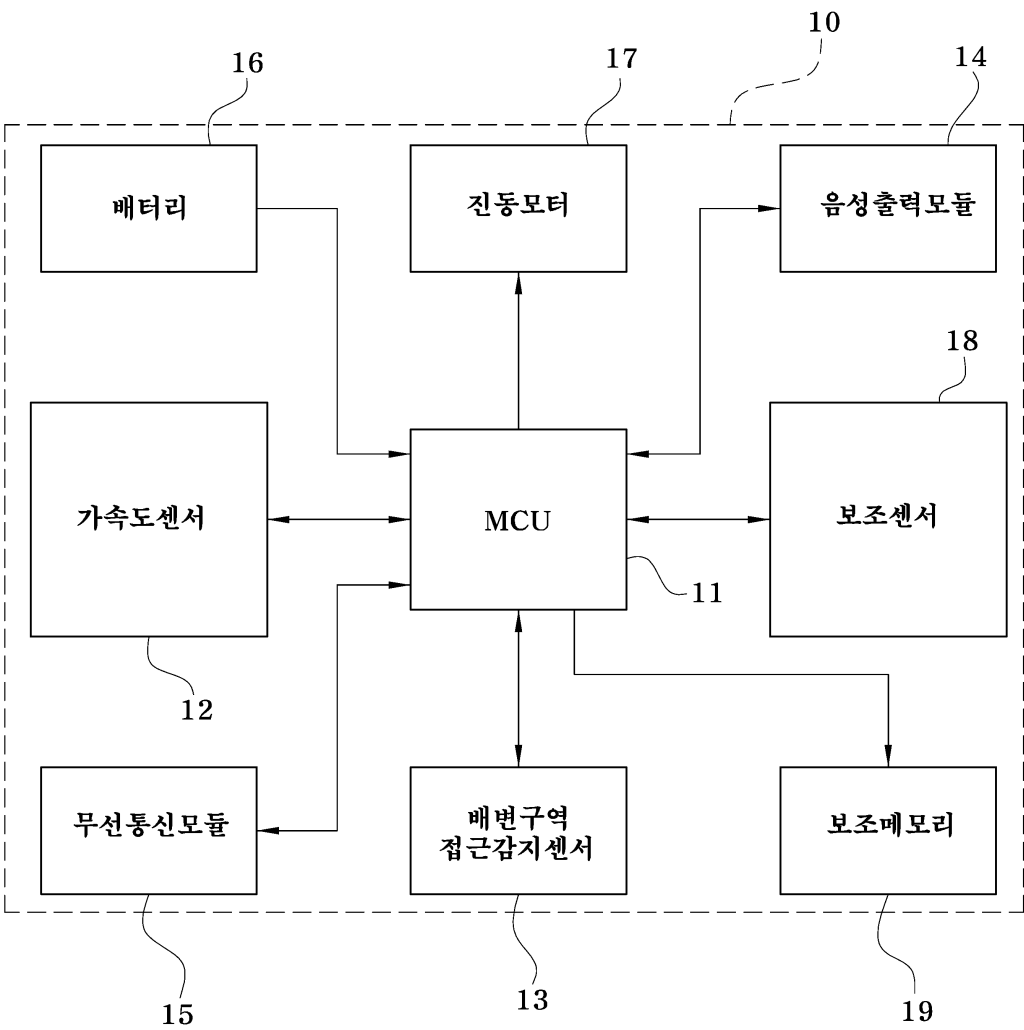 10
16
17
14
배터리
진동모터
음성출력모듈
18
가속도센서
MCU
보조센서
11
12
무선통신모듈
배변구역
접근감지센서
보조메모리
15
13
19